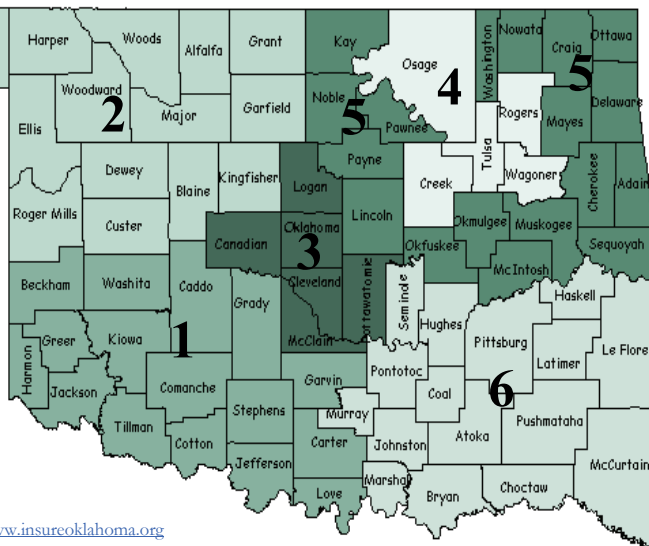 Harper
Woods
Alfalfa
Grant
Kay
Osage
Washington
Nowata
Craig
Ottawa
Woodward
2
Major
Garfield
Noble
5
Pawnee
4
Rogers
5
Mayes
Delaware
Ellis
Dewey
Blaine
Kingfisher
Logan
Payne
Creek
Tulsa
Wagoner
Cherokee
Adair
Roger Mills
Custer
Canadian
Oklahoma
3
Lincoln
Okmulgee
Muskogee
Okfuskee
McIntosh
Sequoyah
Beckham
Washita
Caddo
Grady
Cleveland
McClain
ottawatomic
Seminole
Hughes
Pittsburg
Haskell
Latimer
Le Flore
Harmon
Greer
Kiowa
1
Jackson
Comanche
Tillman
Cotton
Stephens
Garvin
Murray
Pontotoc
Coal
6
Atoka
Pushmataha
McCurtain
Jefferson
Carter
Love
Johnston
Marshal
Bryan
Choctaw
w.insureoklahoma.org